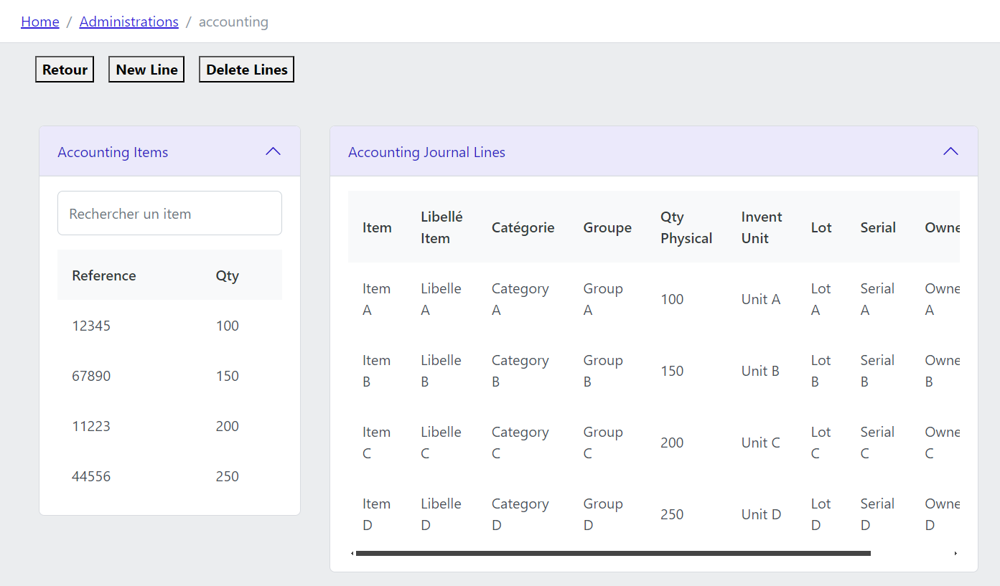 Home / Administrations / accounting
Retour New Line Delete Lines
Accounting Items
Rechercher un item
Reference Qty
12345 100
67890 150
11223 200
44556 250
Accounting Journal Lines
Item Libellé Item Catégorie Groupe Qty Physical Invent Unit Lot Serial Owne
Item A Libelle A Category A Group A 100 Unit A Lot A Serial A Owne A
Item B Libelle B Category B Group B 150 Unit B Lot B Serial B Owne B
Item C Libelle C Category C Group C 200 Unit C Lot C Serial C Owne C
Item D Libelle D Category D Group D 250 Unit D Lot D Serial D Owne D